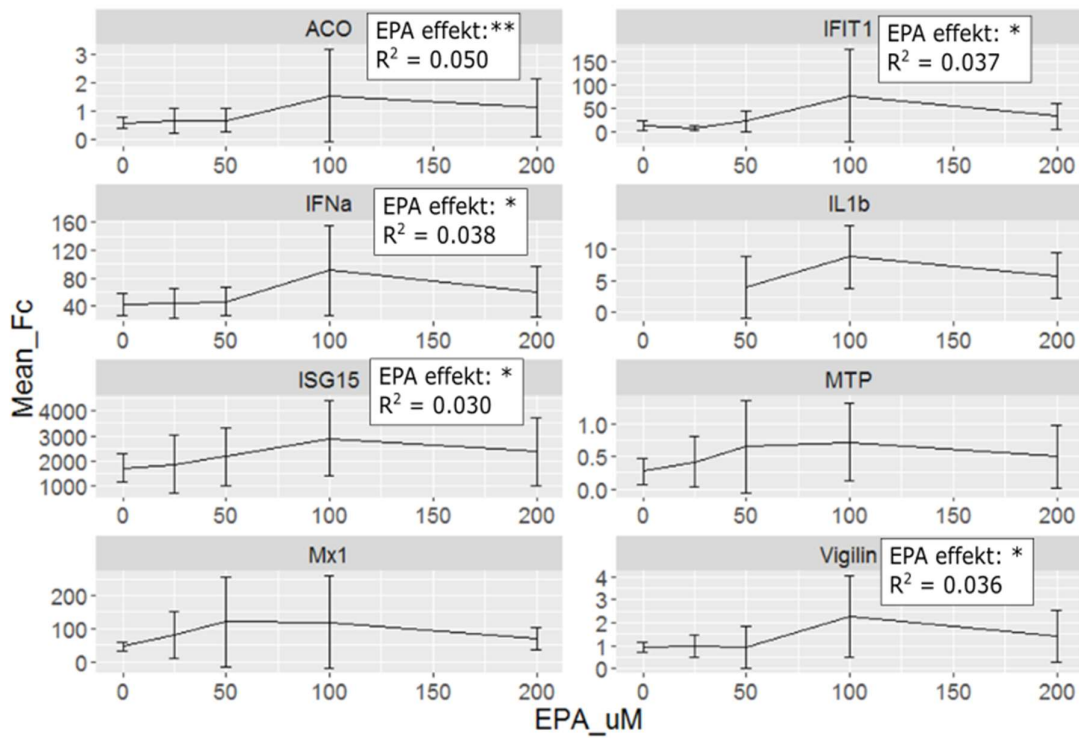 ACO
EPA effekt:**
R² = 0.050
3
2
1
0
0 50 100 150 200
IFIT1
EPA effekt: *
R² = 0.037
150
100
50
0
0 50 100 150 200
IFNa
EPA effekt: *
R² = 0.038
160
120
80
40
0 50 100 150 200
IL1b
10
5
0
0 50 100 150 200
ISG15
EPA effekt: *
R² = 0.030
4000
3000
2000
1000
0 50 100 150 200
MTP
1.0
0.5
0.0
0 50 100 150 200
Mx1
200
100
0
0 50 100 150 200
Vigilin
EPA effekt: *
R² = 0.036
4
3
2
1
0
0 50 100 150 200
Mean_Fc
EPA_uM